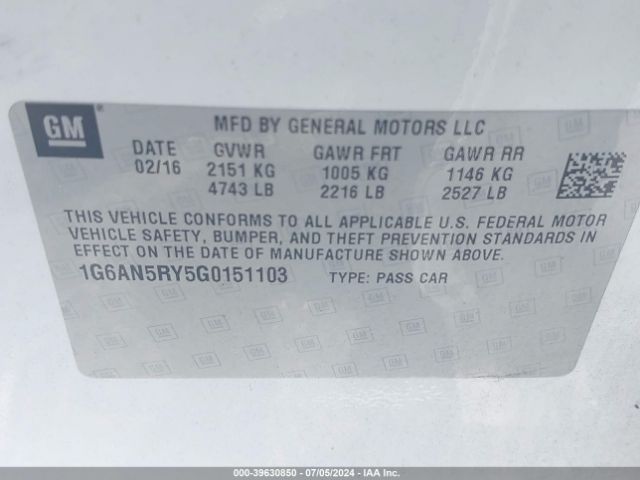 GM
MFD BY GENERAL MOTORS LLC
DATE GVWR GAWR FRT GAWR RR
02/16 2151 KG 1005 KG 1146 KG
4743 LB 2216 LB 2527 LB
THIS VEHICLE CONFORMS TO ALL APPLICABLE U.S. FEDERAL MOTOR
VEHICLE SAFETY, BUMPER, AND THEFT PREVENTION STANDARDS IN
EFFECT ON THE DATE OF MANUFACTURE SHOWN ABOVE.
1G6AN5RY5G0151103 TYPE: PASS CAR
000-39630850 - 07/05/2024 - IAA Inc.